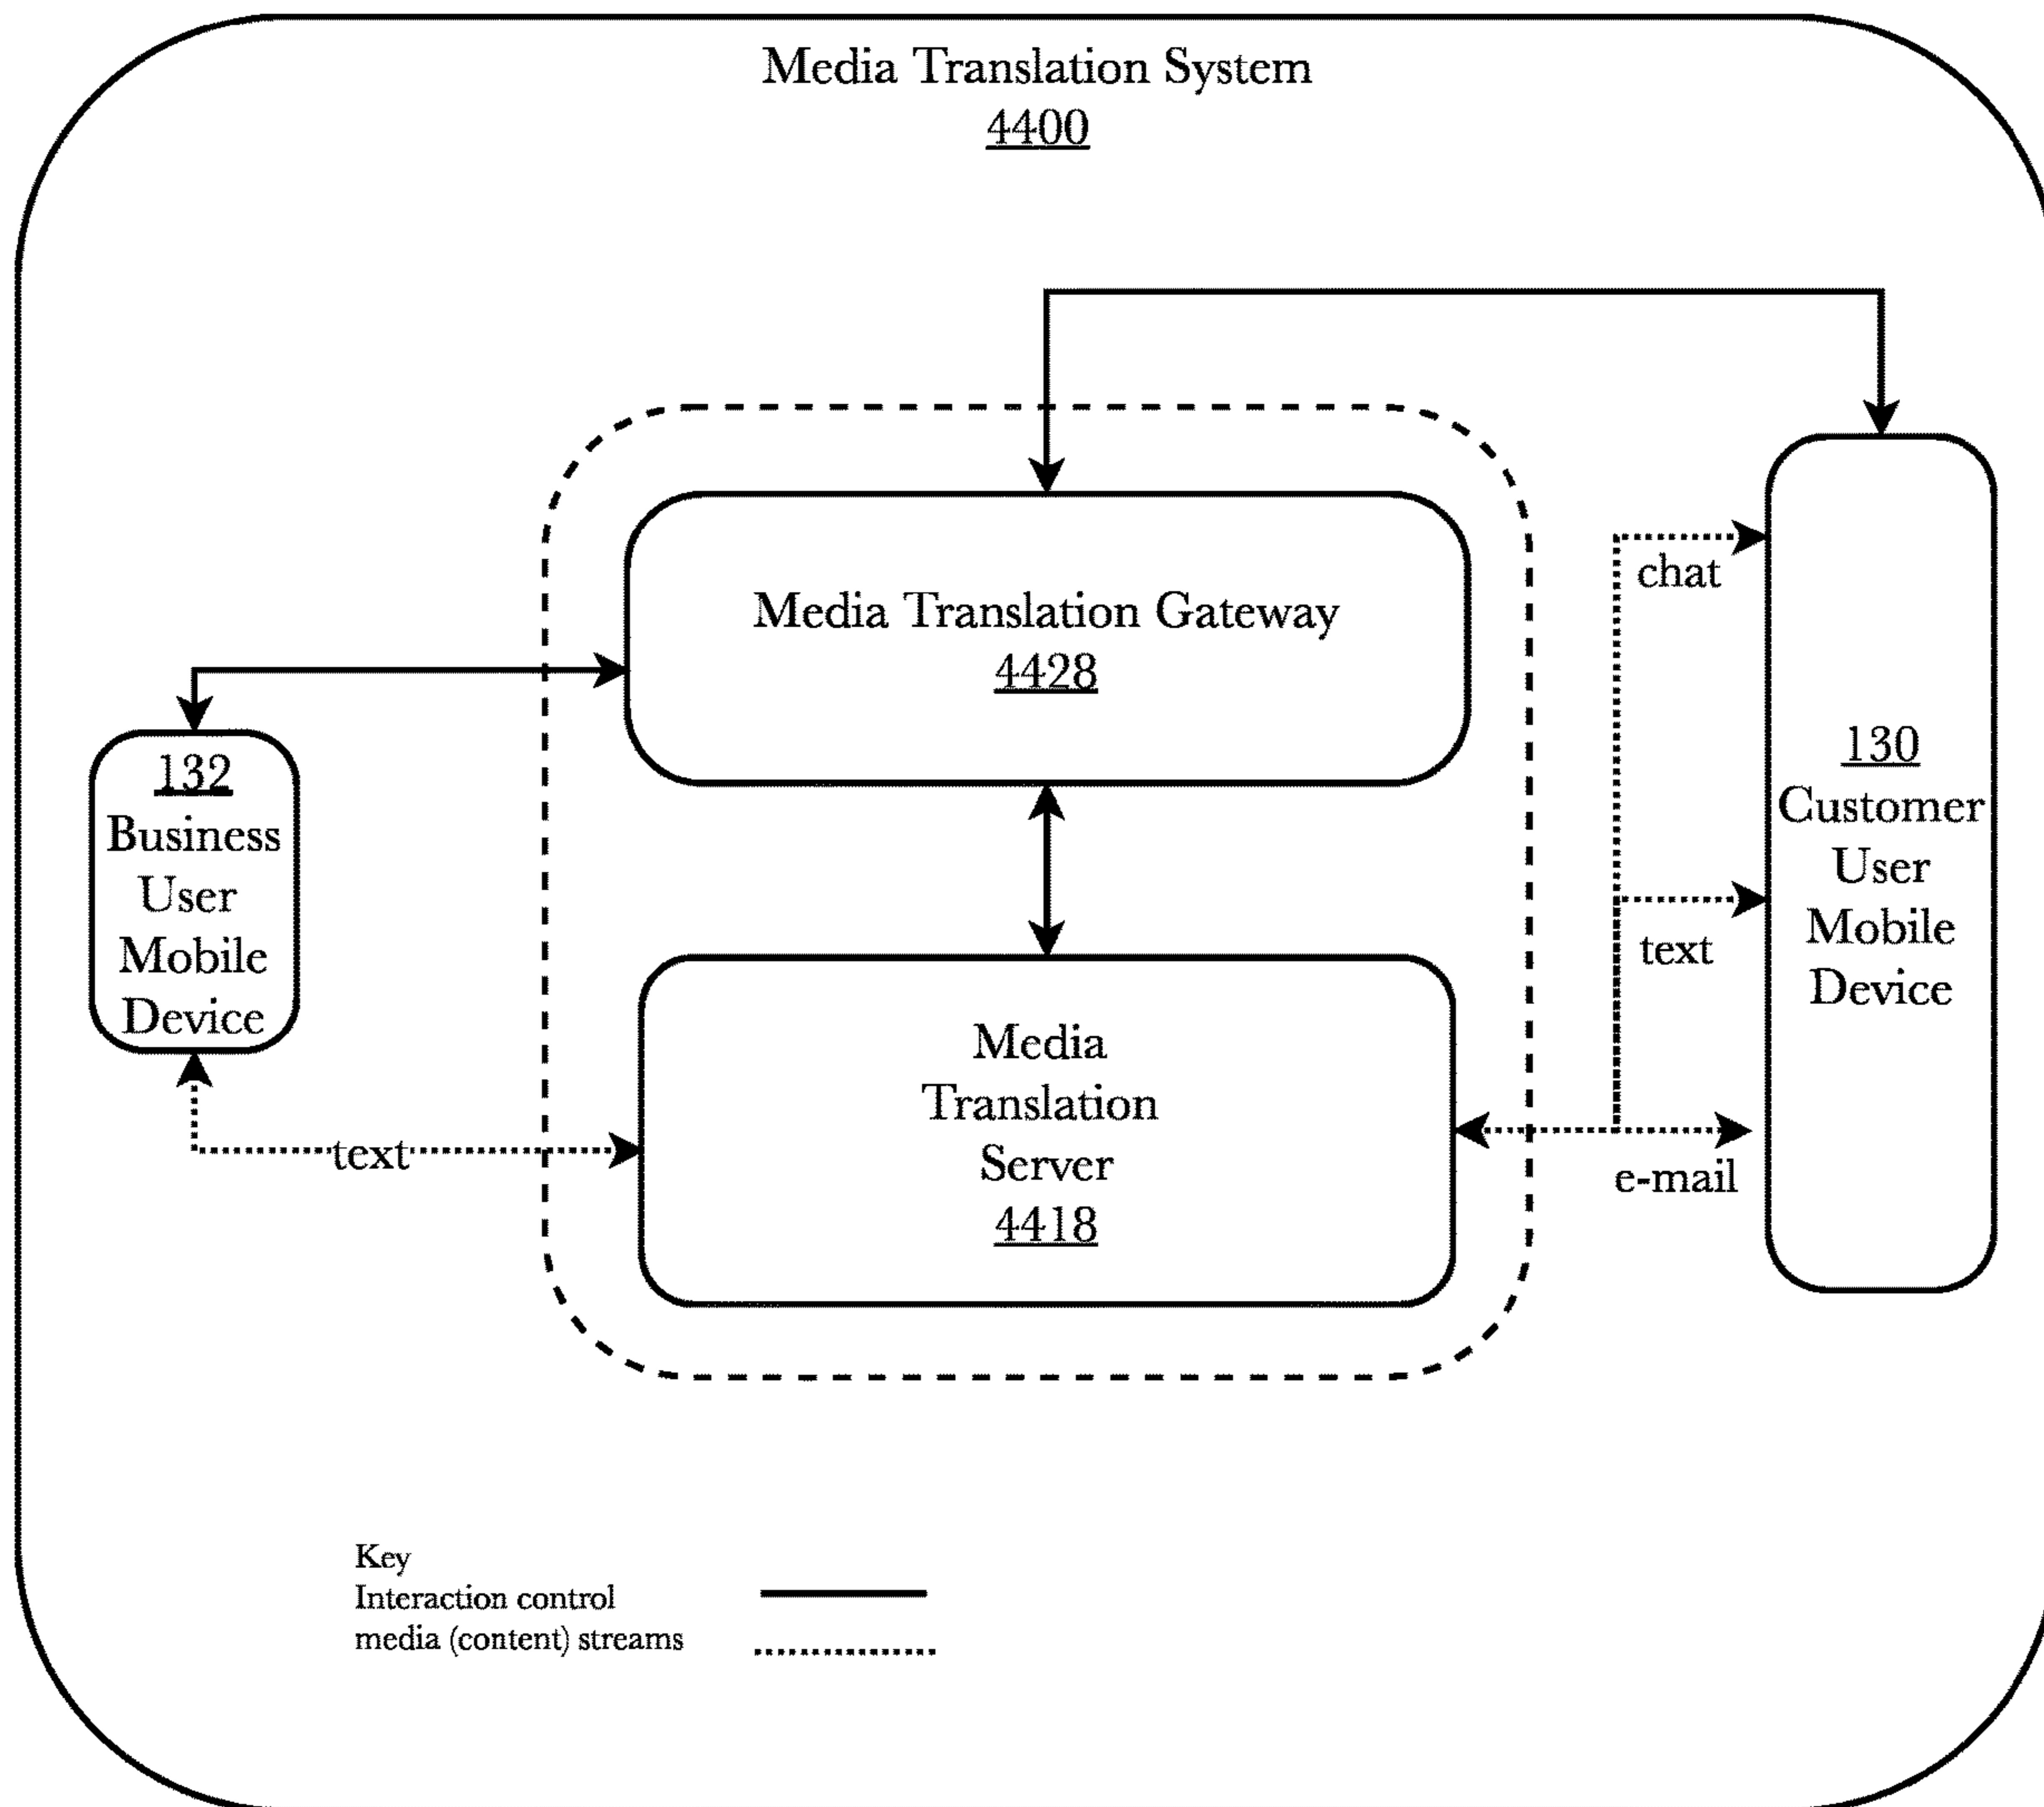 Media Translation System
4400
Media Translation Gateway
4428
132
Business
User
Mobile
Device
chat
text
e-mail
130
Customer
User
Mobile
Device
Media
Translation
Server
4418
text
Key
Interaction control
media (content) streams